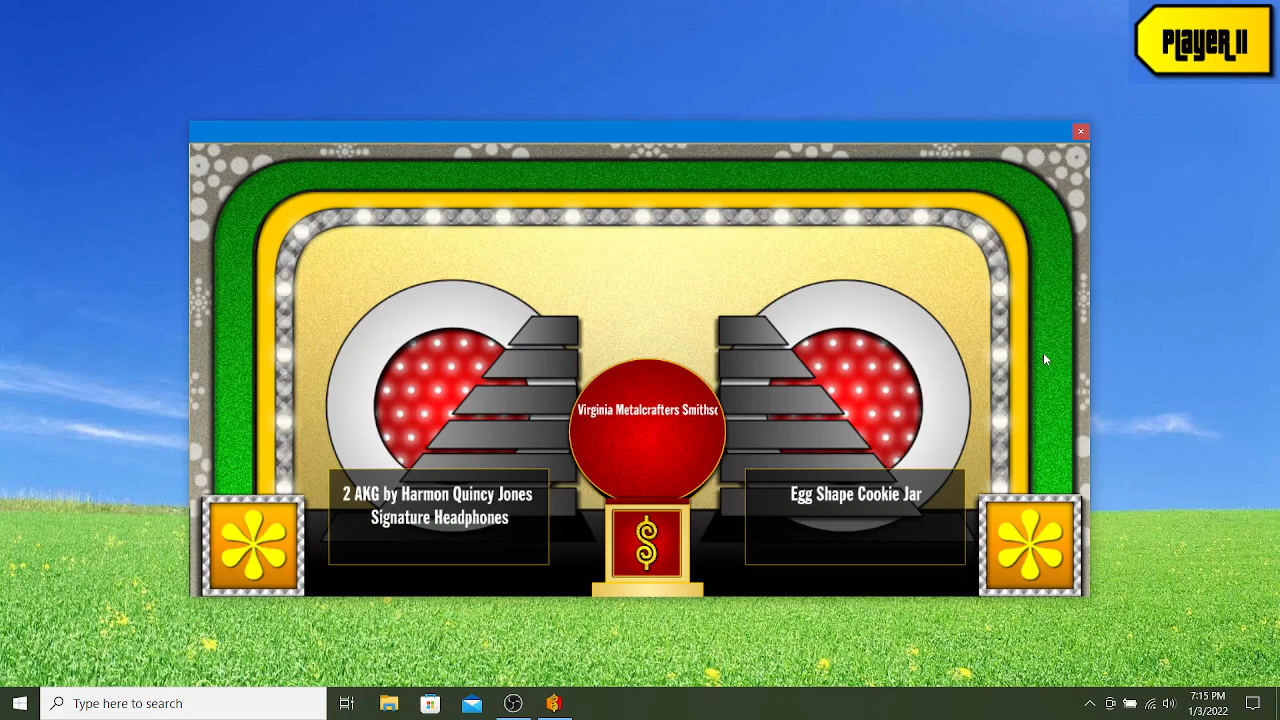 PLAYER II
Virginia Metalcrafters
2 AKG by Harmon Quincy Jones
Signature Headphones
Egg Shape Cookie Jar
$
Type here to search
7:15 PM
1/3/2022